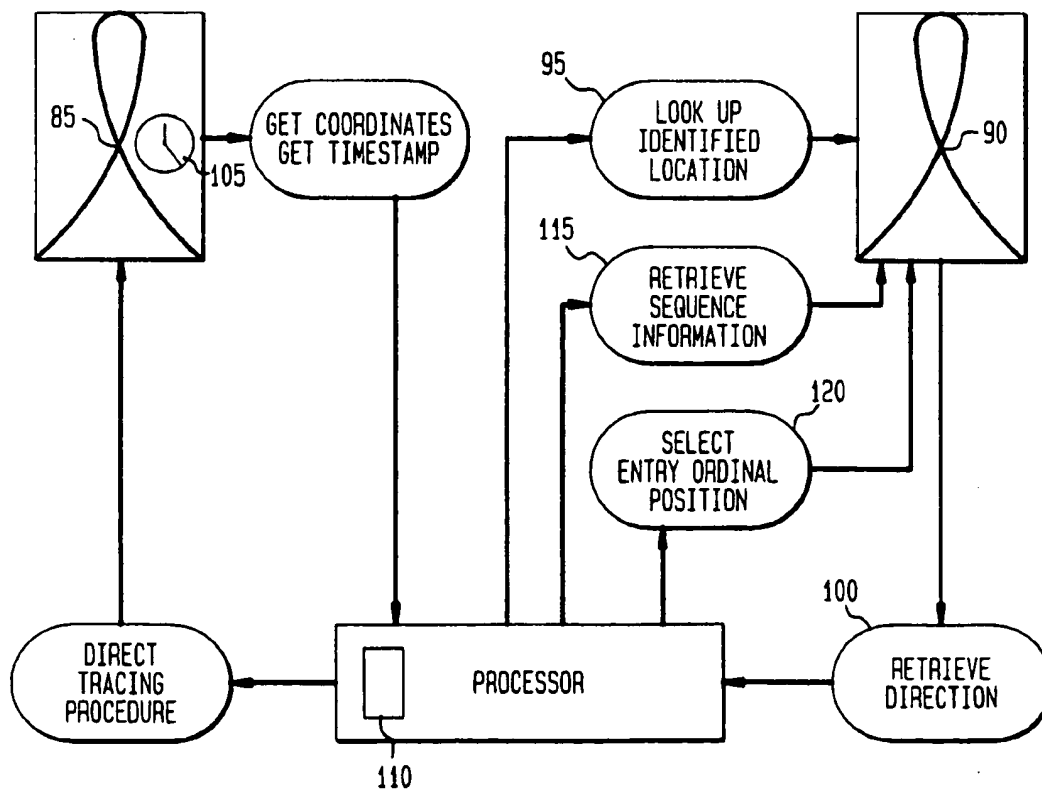 85
105
GET COORDINATES
GET TIMESTAMP
95
LOOK UP
IDENTIFIED
LOCATION
90
115
RETRIEVE
SEQUENCE
INFORMATION
120
SELECT
ENTRY ORDINAL
POSITION
DIRECT
TRACING
PROCEDURE
PROCESSOR
110
100
RETRIEVE
DIRECTION